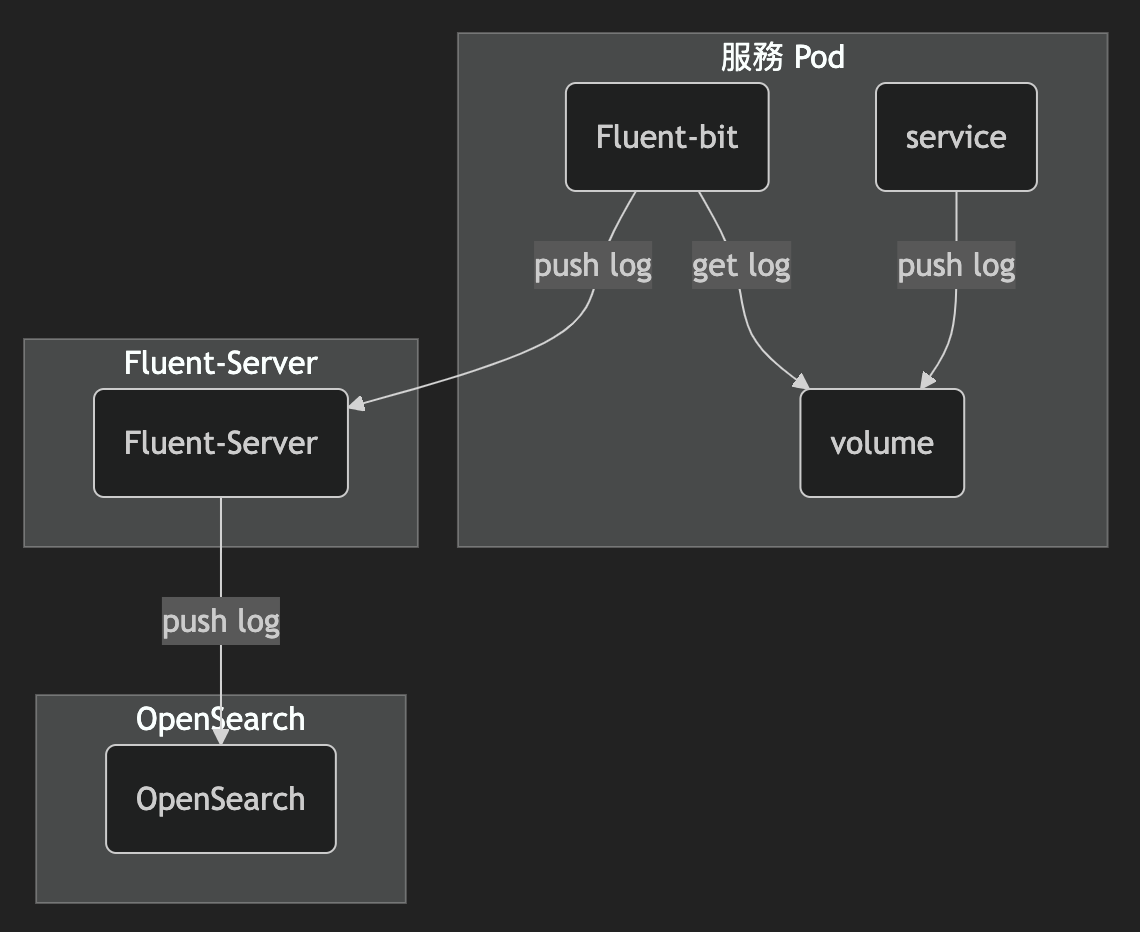 服務 Pod
Fluent-bit
service
push log
get log
push log
Fluent-Server
Fluent-Server
volume
push log
OpenSearch
OpenSearch